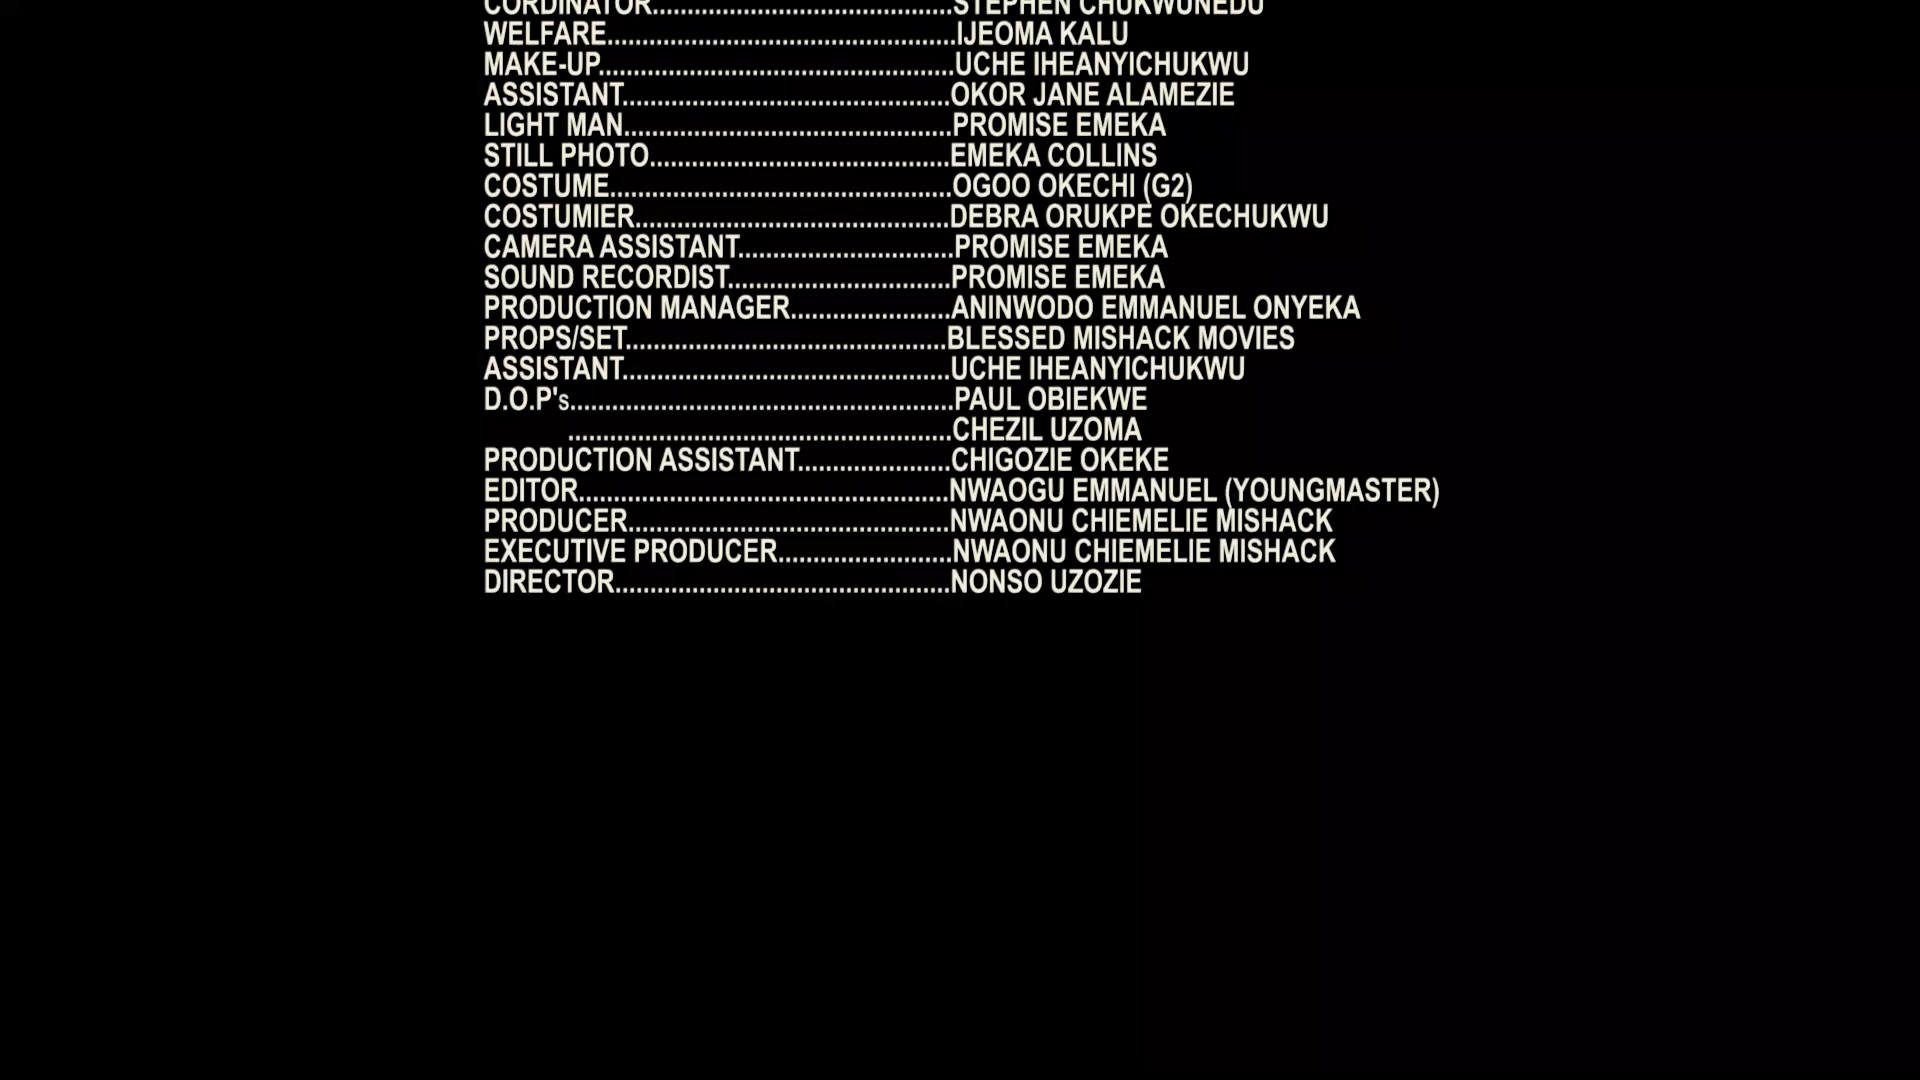 CORDINATOR...........................................STEPHEN CHUKWUNEDU
WELFARE..................................................IJEOMA KALU
MAKE-UP...................................................UCHE IHEANYICHUKWU
ASSISTANT...............................................OKOR JANE ALAMEZIE
LIGHT MAN...............................................PROMISE EMEKA
STILL PHOTO...........................................EMEKA COLLINS
COSTUME.................................................OGOO OKECHI (G2)
COSTUMIER.............................................DEBRA ORUKPE OKECHUKWU
CAMERA ASSISTANT...............................PROMISE EMEKA
SOUND RECORDIST................................PROMISE EMEKA
PRODUCTION MANAGER.......................ANINWODO EMMANUEL ONYEKA
PROPS/SET..............................................BLESSED MISHACK MOVIES
ASSISTANT...............................................UCHE IHEANYICHUKWU
D.O.P's.......................................................PAUL OBIEKWE
.......................................................CHEZIL UZOMA
PRODUCTION ASSISTANT......................CHIGOZIE OKEKE
EDITOR.....................................................NWAOGU EMMANUEL (YOUNGMASTER)
PRODUCER..............................................NWAONU CHIEMELIE MISHACK
EXECUTIVE PRODUCER.........................NWAONU CHIEMELIE MISHACK
DIRECTOR................................................NONSO UZOZIE